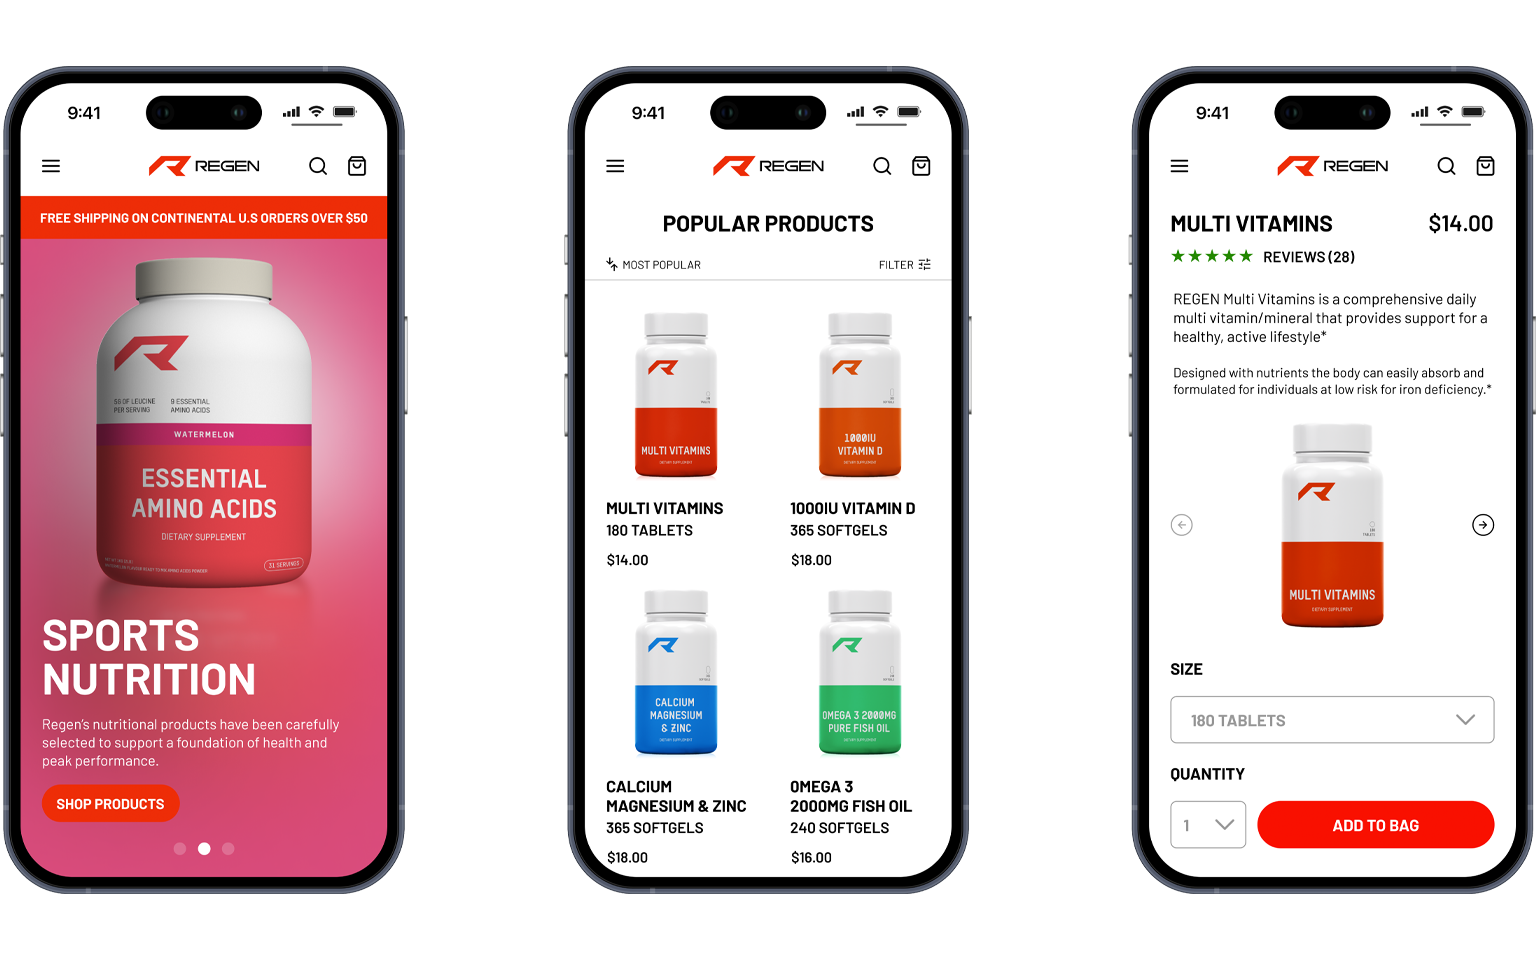 9:41
REGEN
FREE SHIPPING ON CONTINENTAL U.S ORDERS OVER $50
5G OF LEUCINE
PER SERVING
9 ESSENTIAL
AMINO ACIDS
WATERMELON
ESSENTIAL
AMINO ACIDS
DIETARY SUPPLEMENT
31 SERVINGS
SPORTS
NUTRITION
Regen's nutritional products have been carefully
selected to support a foundation of health and
peak performance.
SHOP PRODUCTS
9:41
REGEN
POPULAR PRODUCTS
MOST POPULAR
FILTER
MULTI VITAMINS
DIETARY SUPPLEMENT
1000IU
VITAMIN D
DIETARY SUPPLEMENT
MULTI VITAMINS
180 TABLETS
$14.00
1000IU VITAMIN D
365 SOFTGELS
$18.00
CALCIUM
MAGNESIUM
& ZINC
DIETARY SUPPLEMENT
OMEGA 3 2000MG
PURE FISH OIL
DIETARY SUPPLEMENT
CALCIUM
MAGNESIUM & ZINC
365 SOFTGELS
$18.00
OMEGA 3
2000MG FISH OIL
240 SOFTGELS
$16.00
9:41
REGEN
MULTI VITAMINS
$14.00
REVIEWS (28)
REGEN Multi Vitamins is a comprehensive daily
multi vitamin/mineral that provides support for a
healthy, active lifestyle*
Designed with nutrients the body can easily absorb and
formulated for individuals at low risk for iron deficiency.*
180
TABLETS
MULTI VITAMINS
DIETARY SUPPLEMENT
SIZE
180 TABLETS
QUANTITY
1
ADD TO BAG